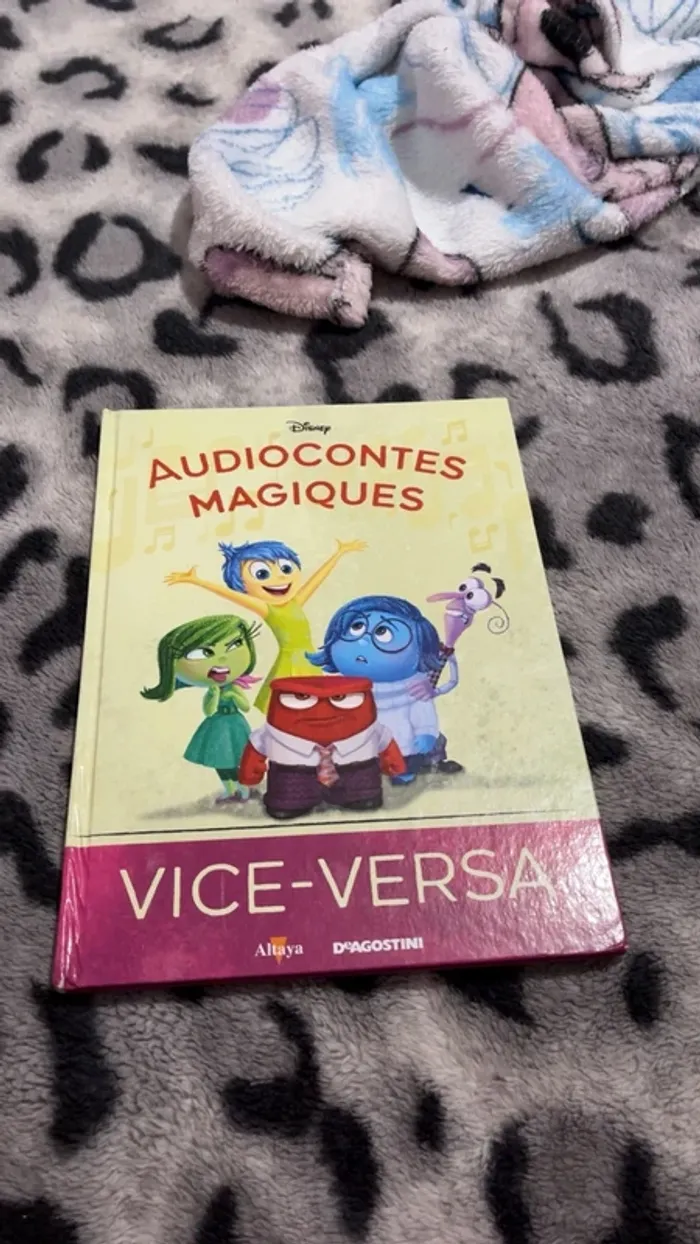 Disney
AUDIOCONTES
MAGIQUES
VICE-VERSA
Altaya DeAGOSTINI